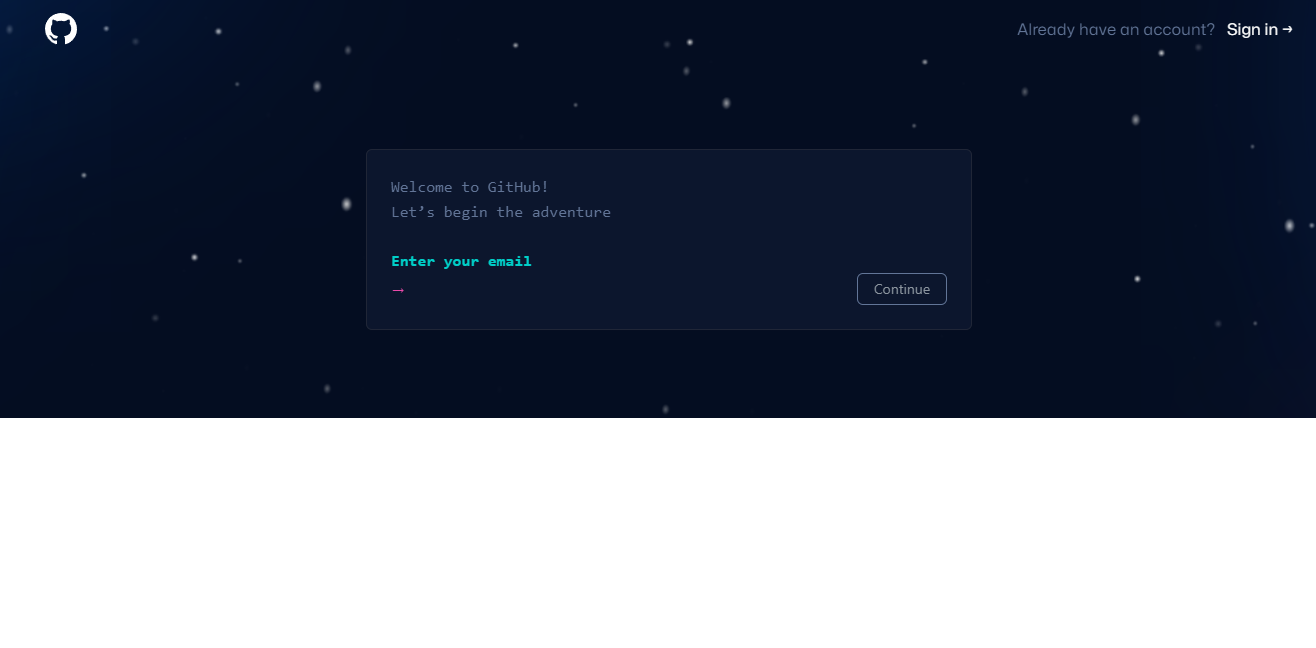 Already have an account? Sign in →
Welcome to GitHub!
Let’s begin the adventure
Enter your email
→
Continue